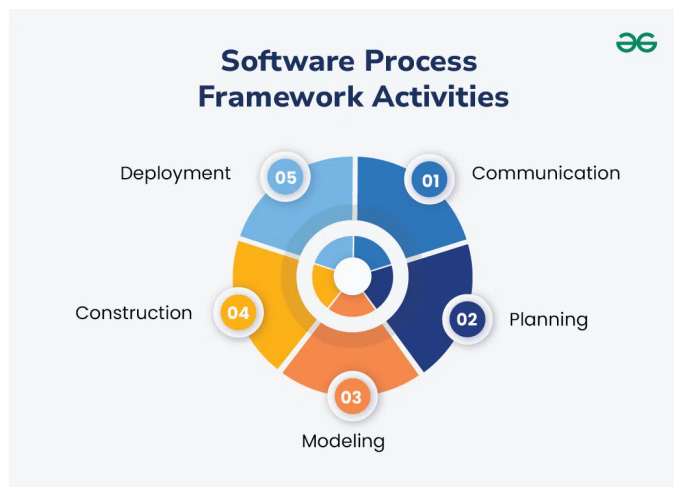 Software Process
Framework Activities
01
Communication
02
Planning
03
Modeling
04
Construction
05
Deployment